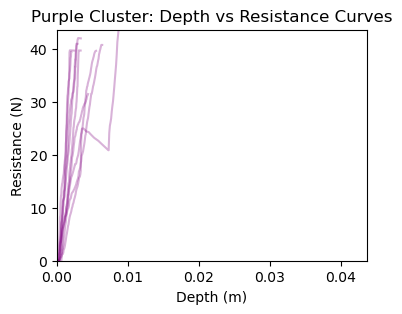 Purple Cluster: Depth vs Resistance Curves
40
30
20
10
0
Resistance (N)
0.00 0.01 0.02 0.03 0.04
Depth (m)